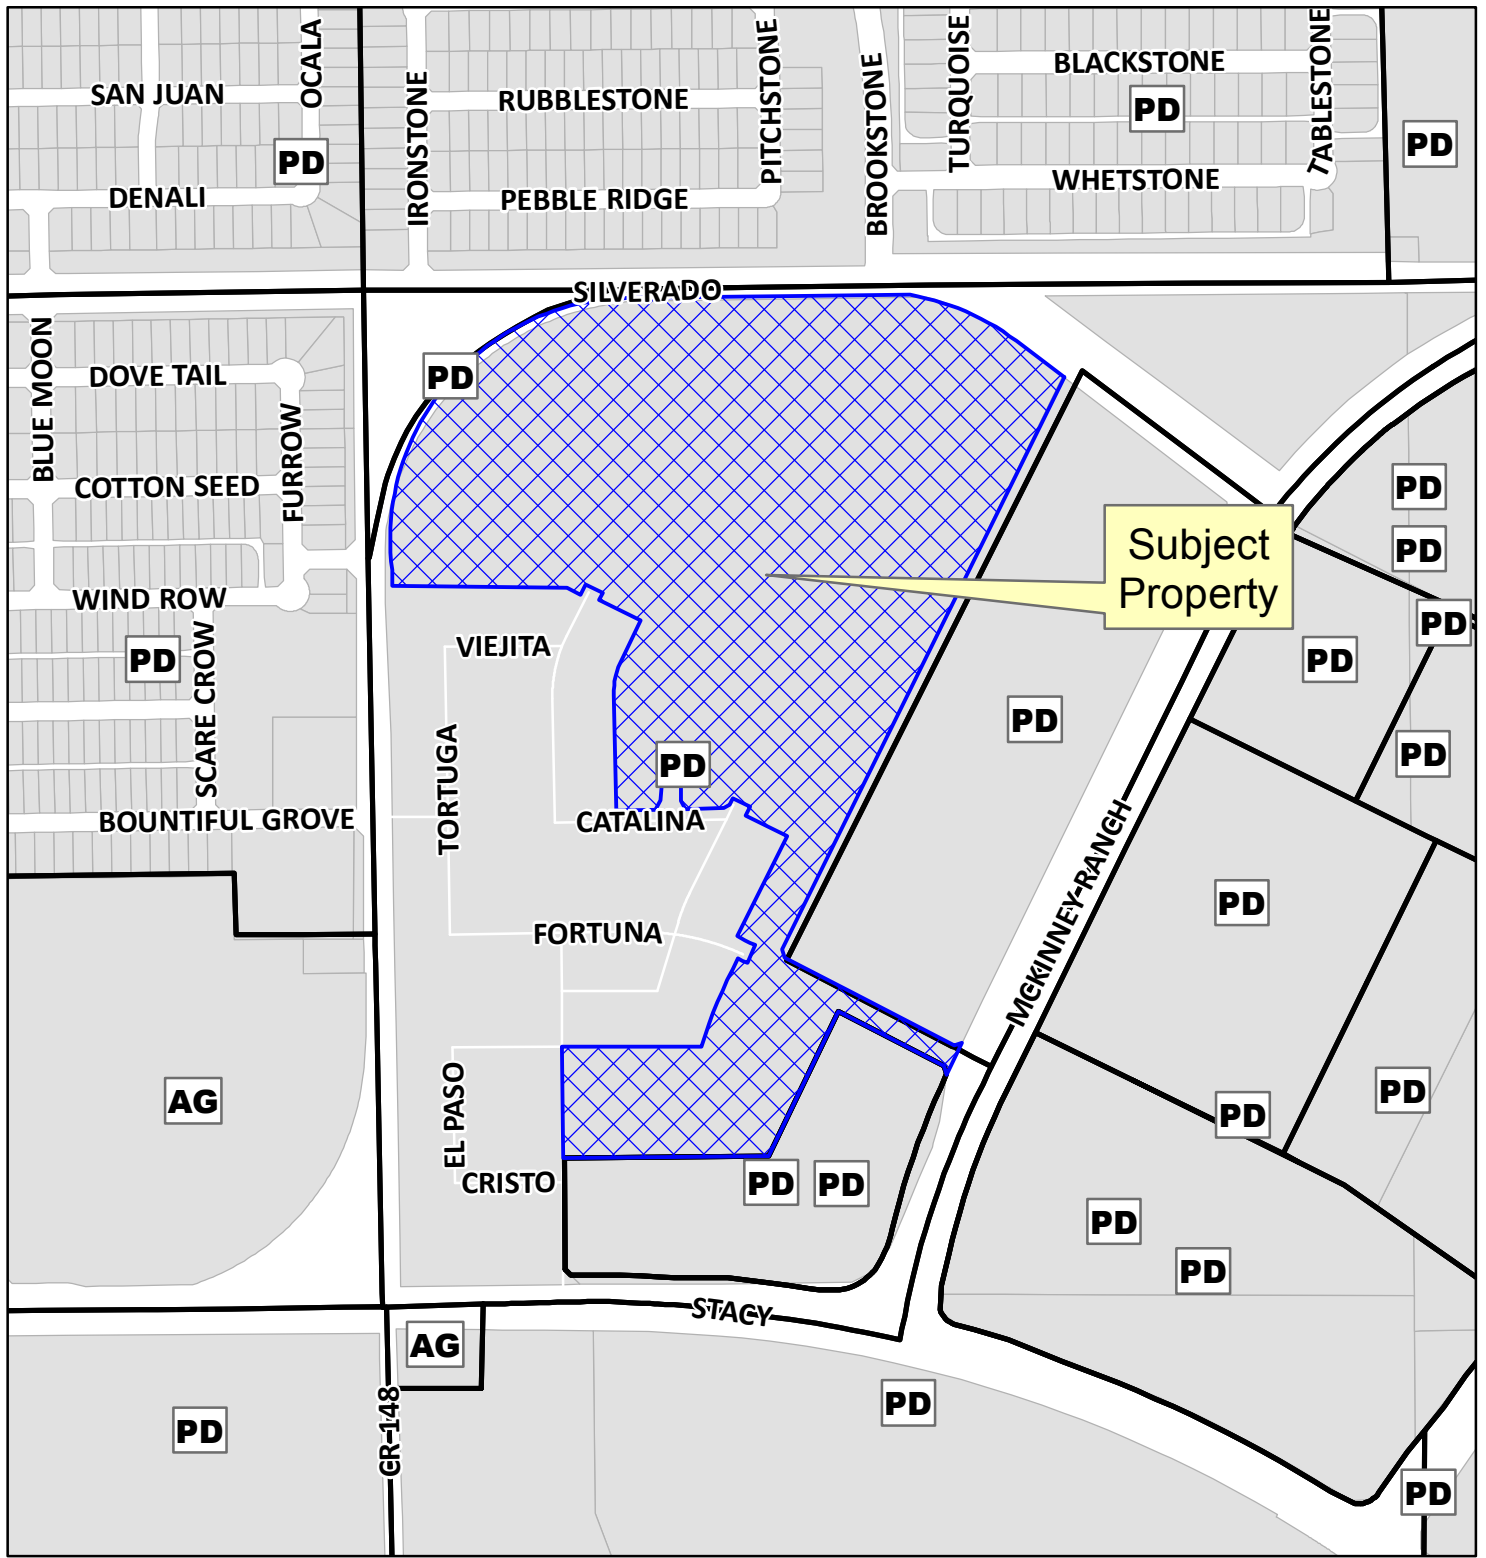 OCALA
SAN JUAN
PD
DENALI
IRONSTONE
RUBBLESTONE
PEBBLE RIDGE
PITCHSTONE
BROOKSTONE
TURQUOISE
BLACKSTONE
PD
WHETSTONE
TABLESTONE
PD
SILVERADO
BLUE MOON
DOVE TAIL
FURROW
COTTON SEED
WIND ROW
PD
SCARE CROW
BOUNTIFUL GROVE
PD
Subject
Property
PD
PD
PD
PD
PD
PD
VIEJITA
TORTUGA
PD
CATALINA
FORTUNA
MCKINNEY RANCH
PD
PD
PD
AG
EL PASO
CRISTO
PD
PD
PD
PD
STACY
AG
CR-148
PD
PD
PD